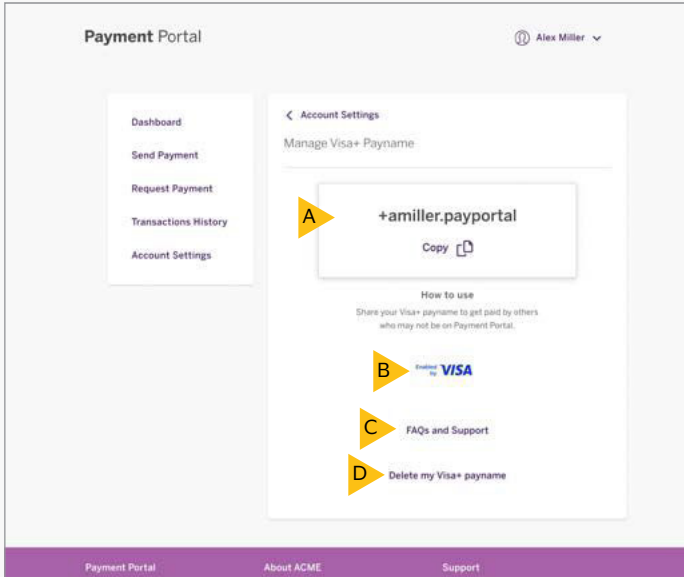 Payment Portal
Alex Miller
Dashboard
Send Payment
Request Payment
Transactions History
Account Settings
Account Settings
Manage Visa+ Payname
A
+amiller.payportal
Copy
How to use
Share your Visa+ payname to get paid by others
who may not be on Payment Portal.
B
Enabled
by VISA
C
FAQs and Support
D
Delete my Visa+ payname
Payment Portal
About ACME
Support